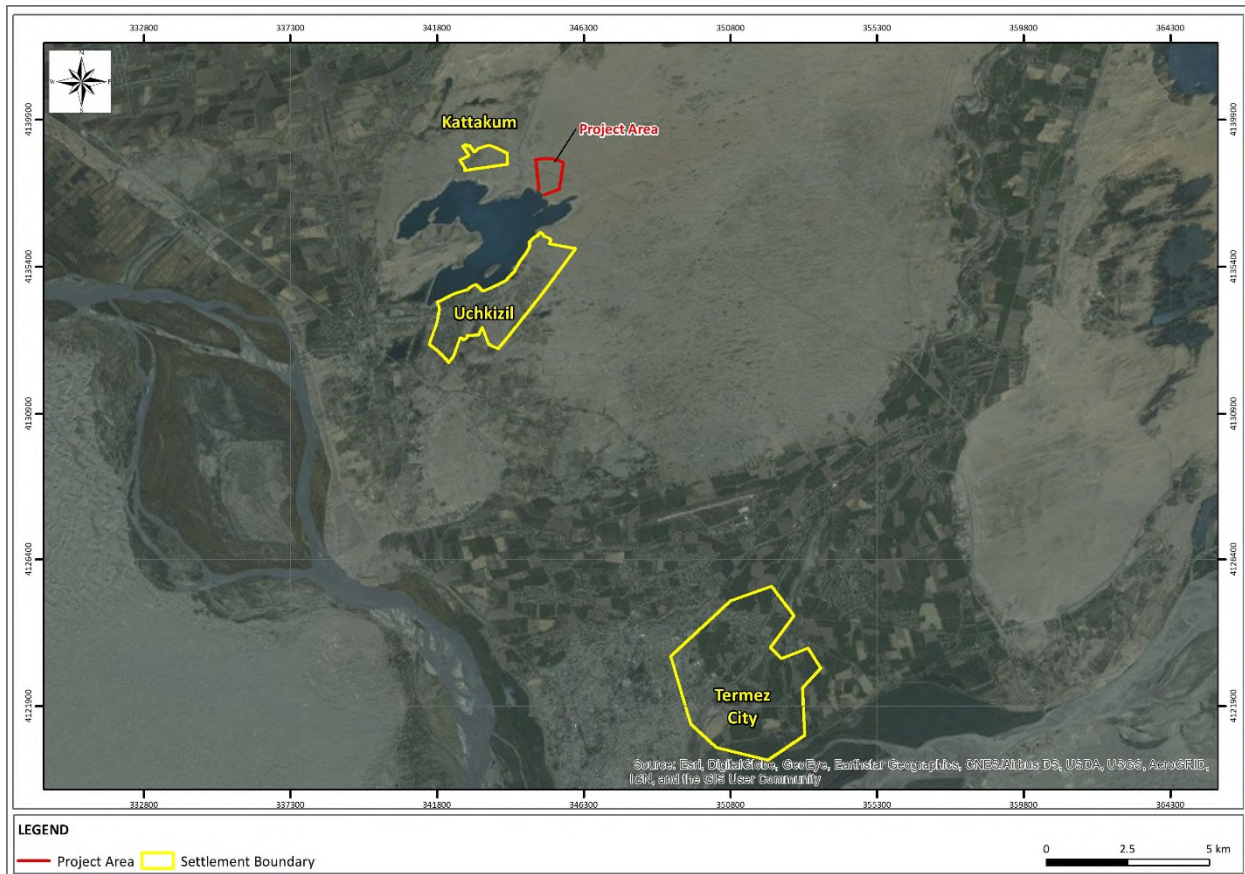 332800 337300 341800 346300 350800 355300 359800 364300
N
W E
S
4139900 4139900
Kattakum
Project Area
4135400 4135400
Uchkizil
4130900 4130900
4126400 4126400
Termez
City
4121900 4121900
Source: Esri, DigitalGlobe, GeoEye, Earthstar Geographics, CNES/Airbus DS, USDA, USGS, AeroGRID,
IGN, and the GIS User Community
332800 337300 341800 346300 350800 355300 359800 364300
LEGEND
Project Area Settlement Boundary
0 2.5 5 km